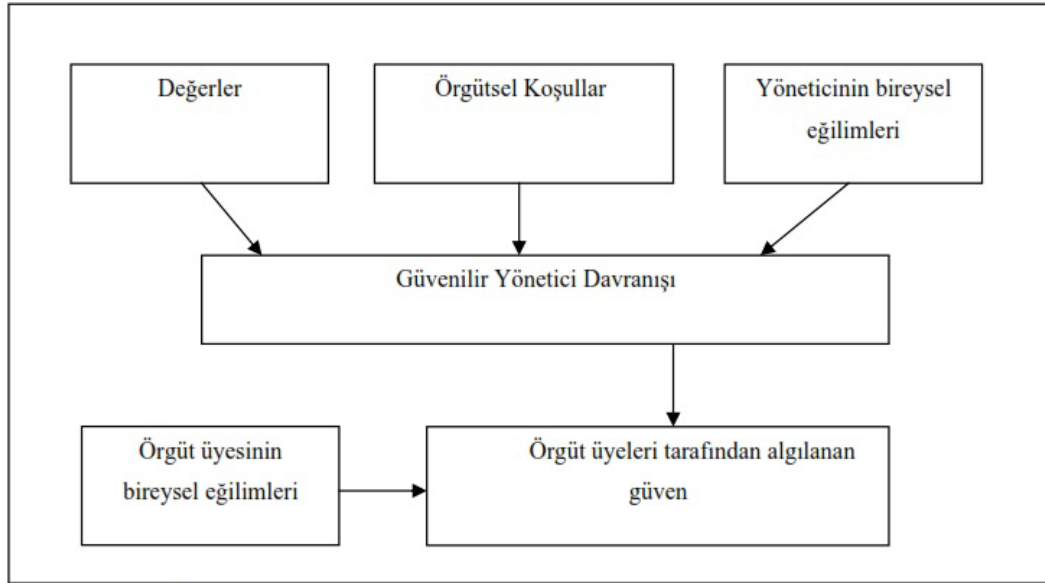 Değerler
Örgütsel Koşullar
Yöneticinin bireysel
eğilimleri
Güvenilir Yönetici Davranışı
Örgüt üyesinin
bireysel eğilimleri
Örgüt üyeleri tarafından algılanan
güven